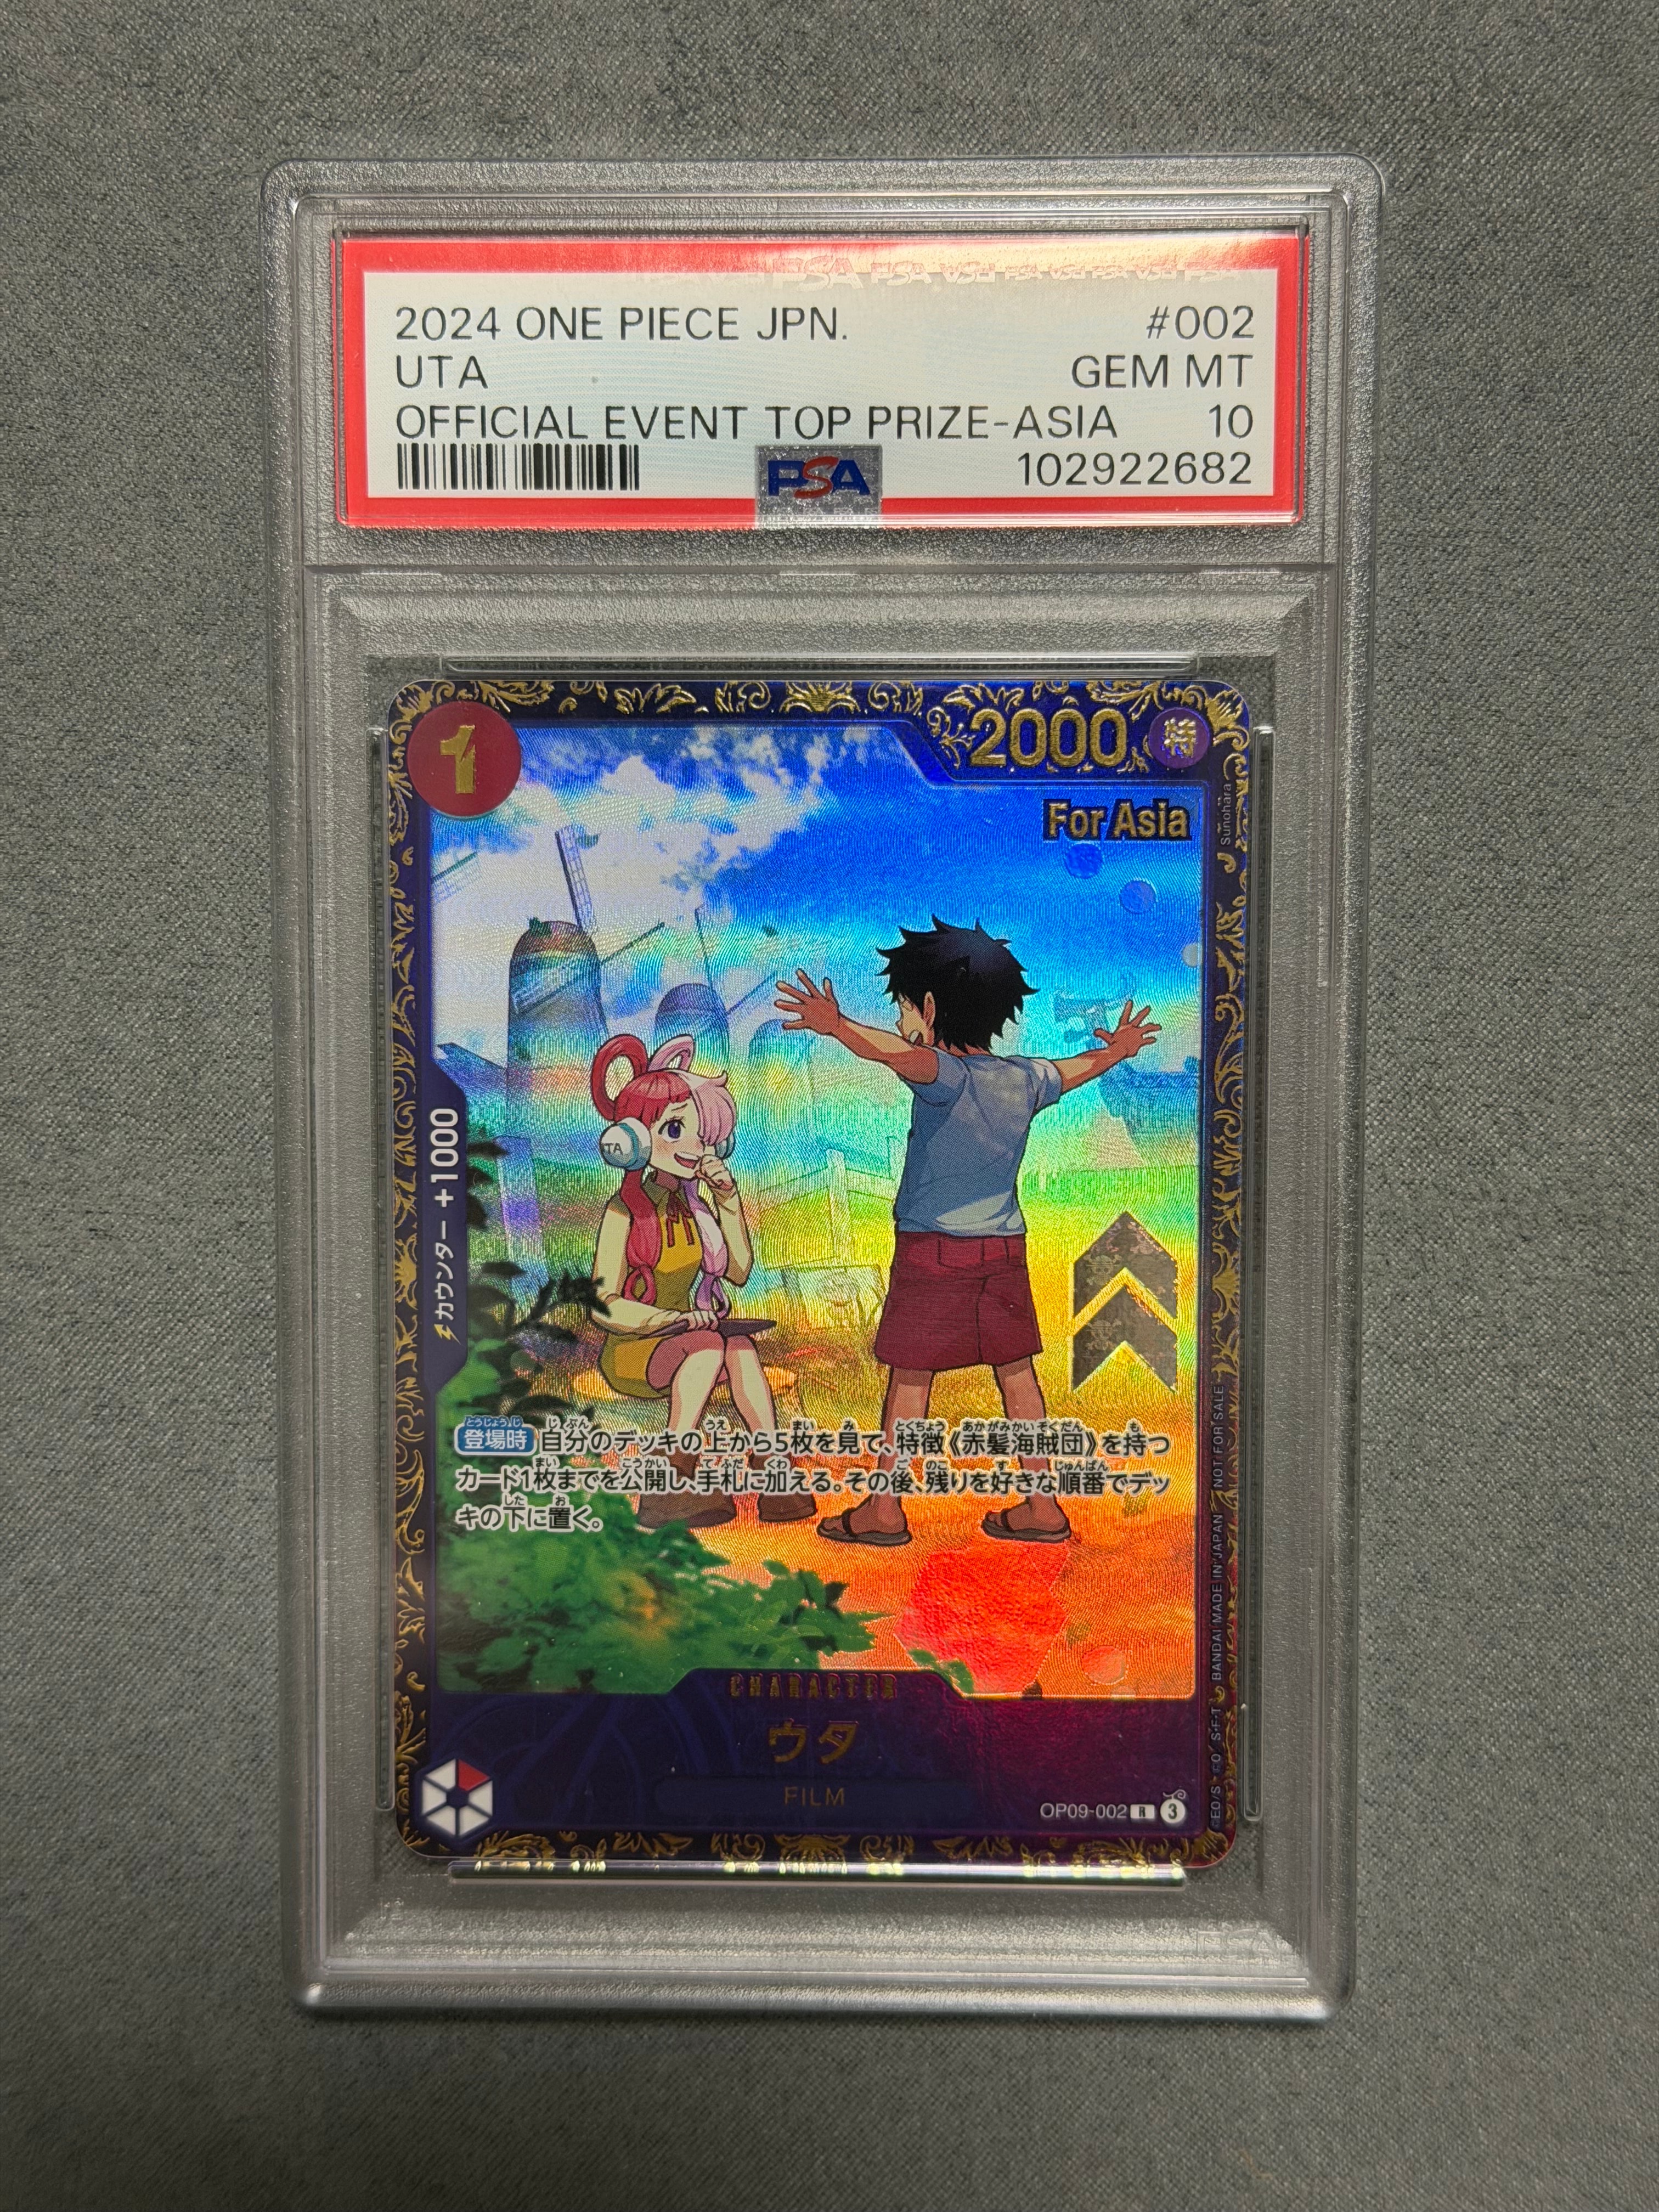 2024 ONE PIECE JPN. #002
UTA GEM MT
OFFICIAL EVENT TOP PRIZE-ASIA 10
PSA 102922682
1
2000 特
For Asia
Sunohara
カウンター +1000
TA
登場時 自分のデッキの上から5枚を見て、特徴《赤髪海賊団》を持つ
カード1枚までを公開し、手札に加える。その後、残りを好きな順番でデッ
キの下に置く。
CHARACTER
ウタ
FILM
OP09-002 R 3
BANDAI MADE IN JAPAN NOT FOR SALE